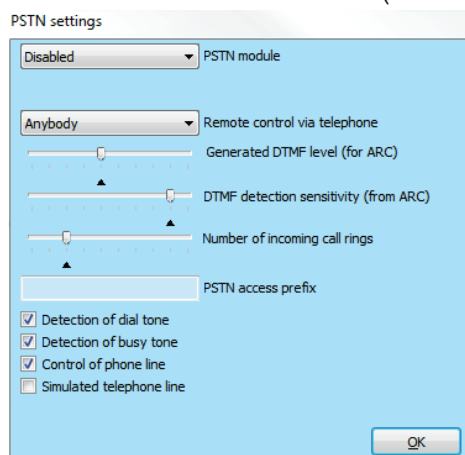 PSTN settings
Disabled PSTN module
Anybody Remote control via telephone
Generated DTMF level (for ARC)
DTMF detection sensitivity (from ARC)
Number of incoming call rings
PSTN access prefix
Detection of dial tone
Detection of busy tone
Control of phone line
Simulated telephone line
OK